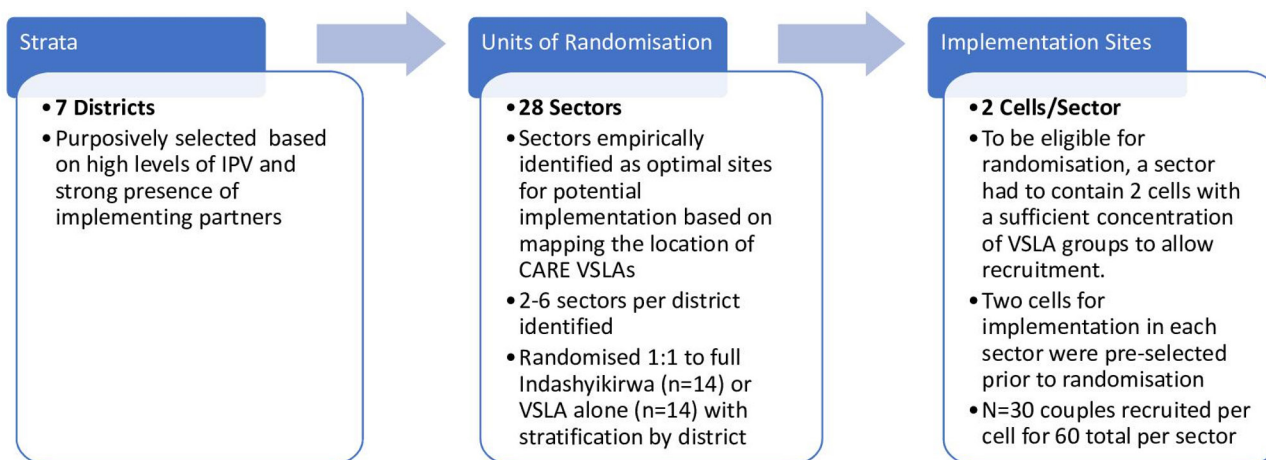 Strata
• 7 Districts
• Purposively selected based
on high levels of IPV and
strong presence of
implementing partners
Units of Randomisation
• 28 Sectors
• Sectors empirically
identified as optimal sites
for potential
implementation based on
mapping the location of
CARE VSLAs
• 2-6 sectors per district
identified
• Randomised 1:1 to full
Indashyikirwa (n=14) or
VSLA alone (n=14) with
stratification by district
Implementation Sites
• 2 Cells/Sector
• To be eligible for
randomisation, a sector
had to contain 2 cells with
a sufficient concentration
of VSLA groups to allow
recruitment.
• Two cells for
implementation in each
sector were pre-selected
prior to randomisation
• N=30 couples recruited per
cell for 60 total per sector